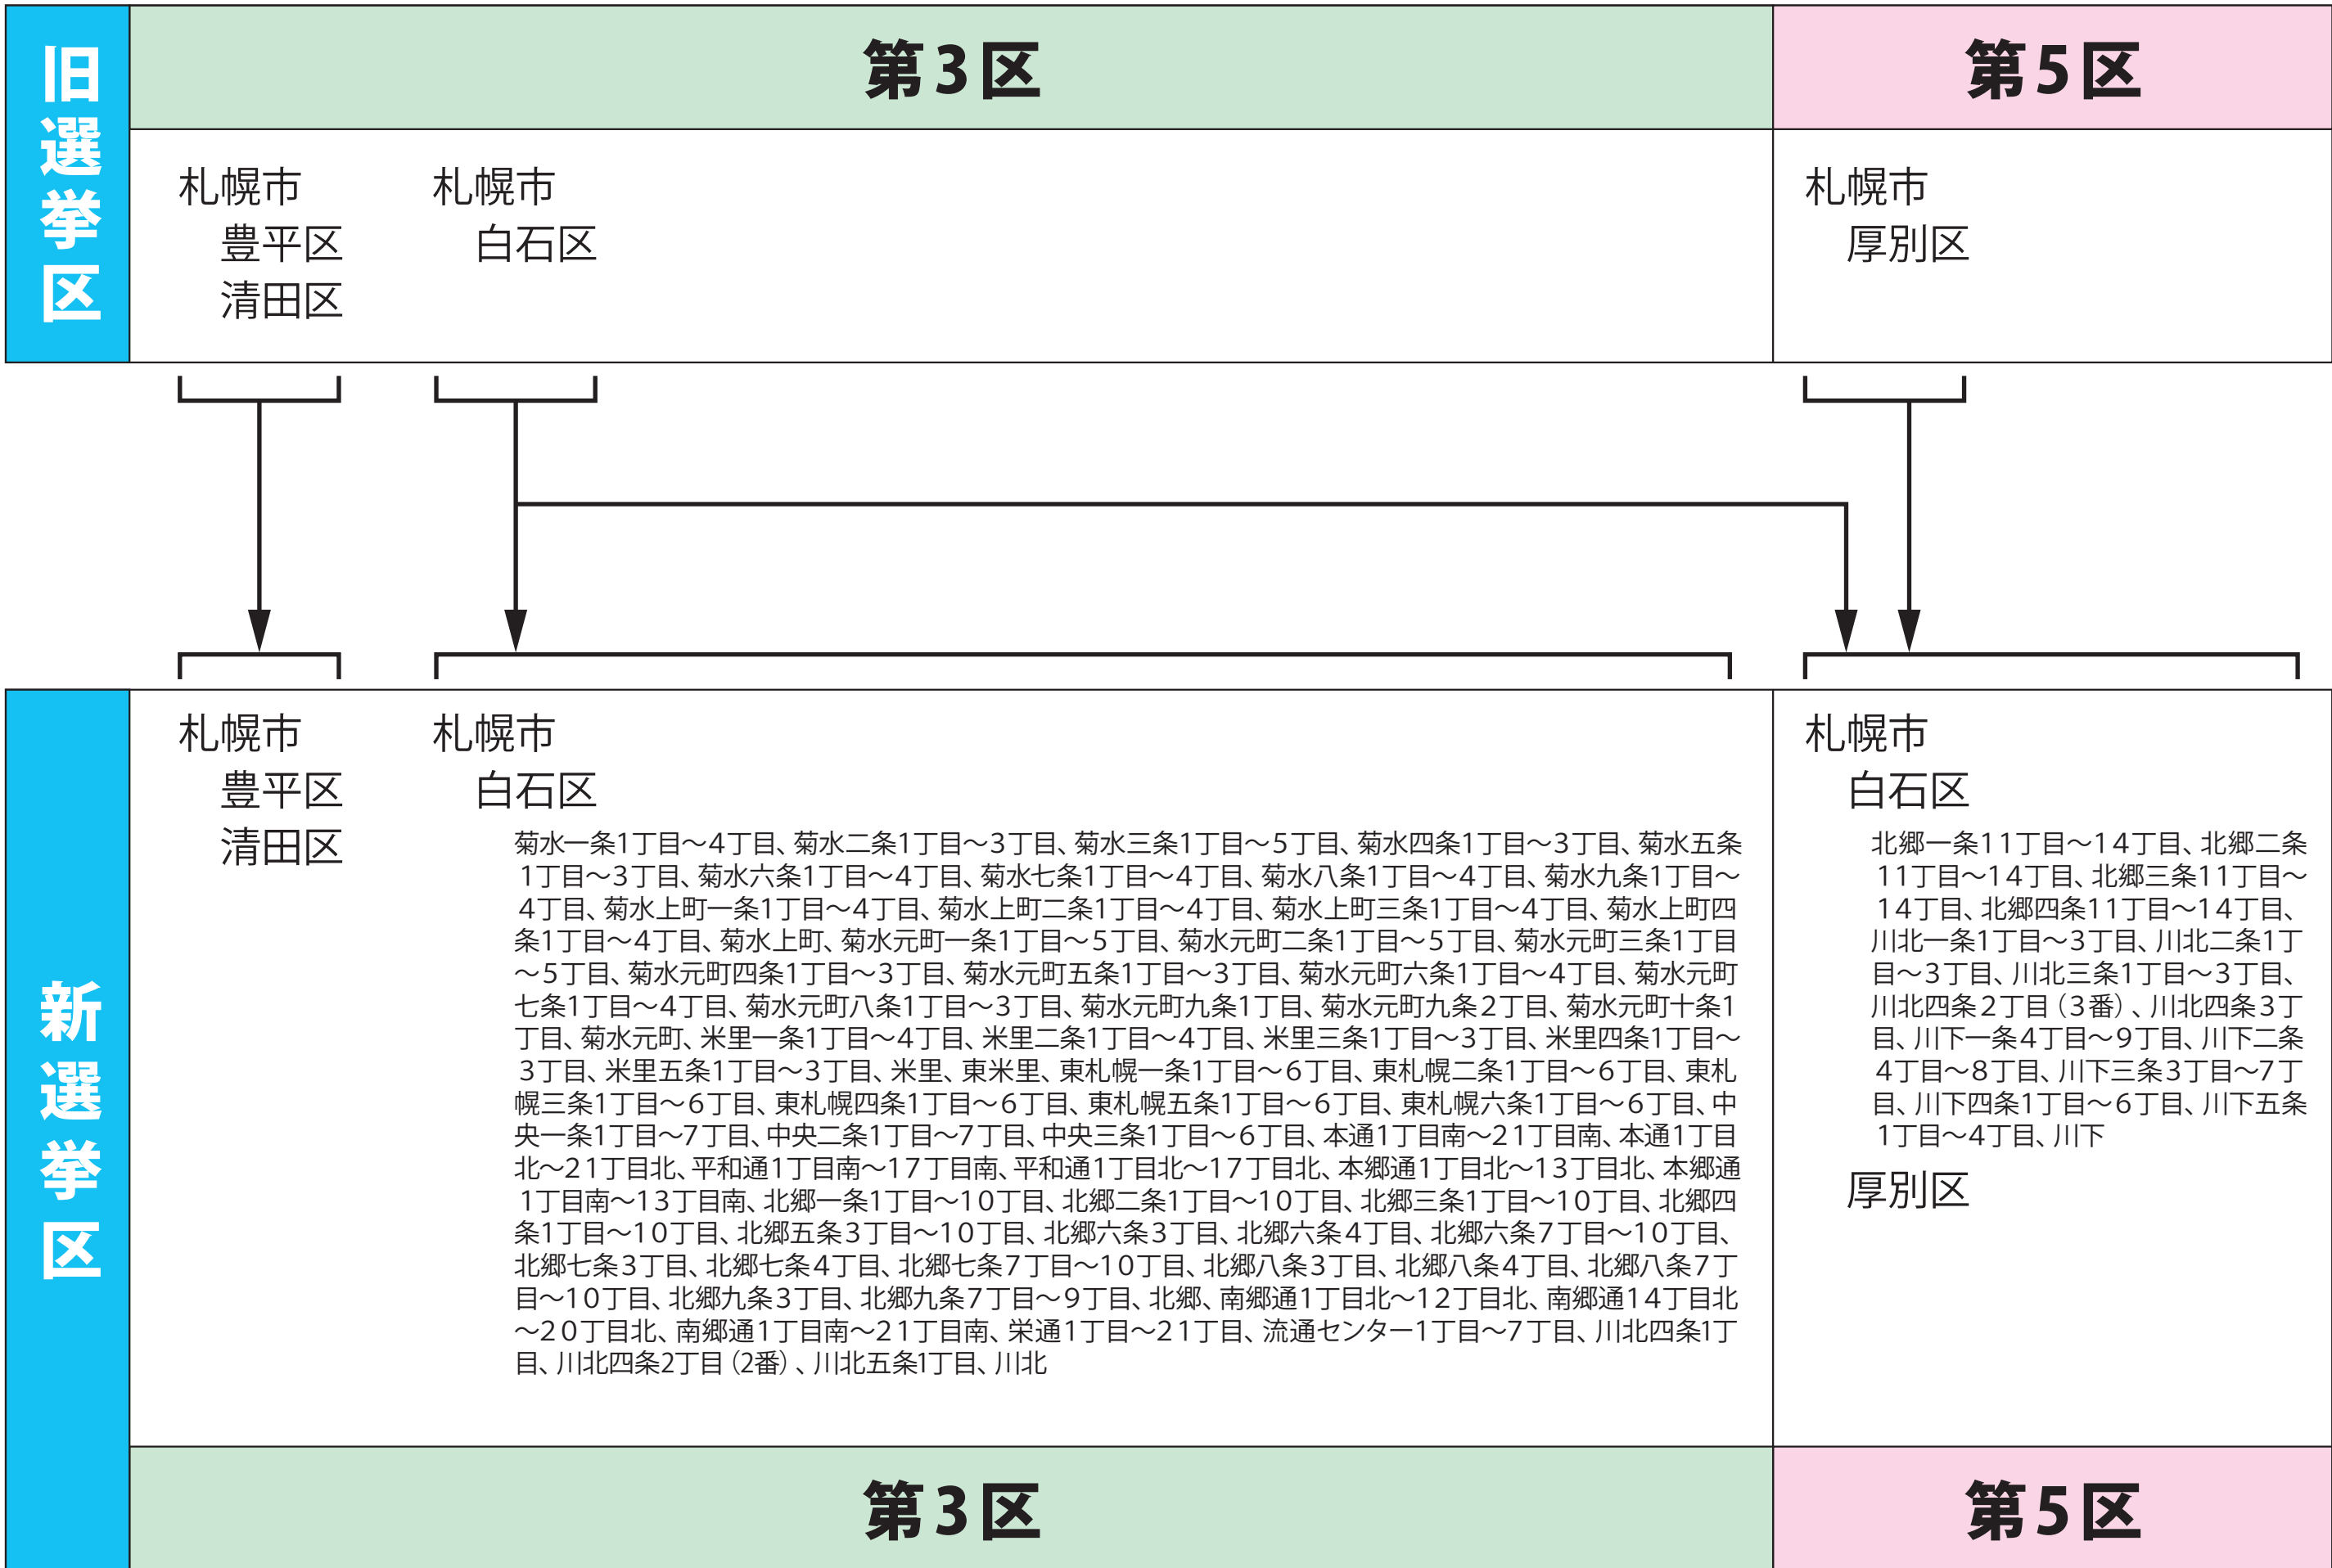 旧選挙区
第3区
第5区
札幌市
豊平区
清田区
札幌市
白石区
札幌市
厚別区
新選挙区
札幌市
豊平区
清田区
札幌市
白石区
菊水一条1丁目～4丁目、菊水二条1丁目～3丁目、菊水三条1丁目～5丁目、菊水四条1丁目～3丁目、菊水五条
1丁目～3丁目、菊水六条1丁目～4丁目、菊水七条1丁目～4丁目、菊水八条1丁目～4丁目、菊水九条1丁目～
4丁目、菊水上町一条1丁目～4丁目、菊水上町二条1丁目～4丁目、菊水上町三条1丁目～4丁目、菊水上町四
条1丁目～4丁目、菊水上町、菊水元町一条1丁目～5丁目、菊水元町二条1丁目～5丁目、菊水元町三条1丁目
～5丁目、菊水元町四条1丁目～3丁目、菊水元町五条1丁目～3丁目、菊水元町六条1丁目～4丁目、菊水元町
七条1丁目～4丁目、菊水元町八条1丁目～3丁目、菊水元町九条1丁目、菊水元町九条2丁目、菊水元町十条1
丁目、菊水元町、米里一条1丁目～4丁目、米里二条1丁目～4丁目、米里三条1丁目～3丁目、米里四条1丁目～
3丁目、米里五条1丁目～3丁目、米里、東米里、東札幌一条1丁目～6丁目、東札幌二条1丁目～6丁目、東札
幌三条1丁目～6丁目、東札幌四条1丁目～6丁目、東札幌五条1丁目～6丁目、東札幌六条1丁目～6丁目、中
央一条1丁目～7丁目、中央二条1丁目～7丁目、中央三条1丁目～6丁目、本通1丁目南～21丁目南、本通1丁目
北～21丁目北、平和通1丁目南～17丁目南、平和通1丁目北～17丁目北、本郷通1丁目北～13丁目北、本郷通
1丁目南～13丁目南、北郷一条1丁目～10丁目、北郷二条1丁目～10丁目、北郷三条1丁目～10丁目、北郷四
条1丁目～10丁目、北郷五条3丁目～10丁目、北郷六条3丁目、北郷六条4丁目、北郷六条7丁目～10丁目、
北郷七条3丁目、北郷七条4丁目、北郷七条7丁目～10丁目、北郷八条3丁目、北郷八条4丁目、北郷八条7丁
目～10丁目、北郷九条3丁目、北郷九条7丁目～9丁目、北郷、南郷通1丁目北～12丁目北、南郷通14丁目北
～20丁目北、南郷通1丁目南～21丁目南、栄通1丁目～21丁目、流通センター1丁目～7丁目、川北四条1丁
目、川北四条2丁目（2番）、川北五条1丁目、川北
札幌市
白石区
北郷一条11丁目～14丁目、北郷二条
11丁目～14丁目、北郷三条11丁目～
14丁目、北郷四条11丁目～14丁目、
川北一条1丁目～3丁目、川北二条1丁
目～3丁目、川北三条1丁目～3丁目、
川北四条2丁目（3番）、川北四条3丁
目、川下一条4丁目～9丁目、川下二条
4丁目～8丁目、川下三条3丁目～7丁
目、川下四条1丁目～6丁目、川下五条
1丁目～4丁目、川下
厚別区
第3区
第5区